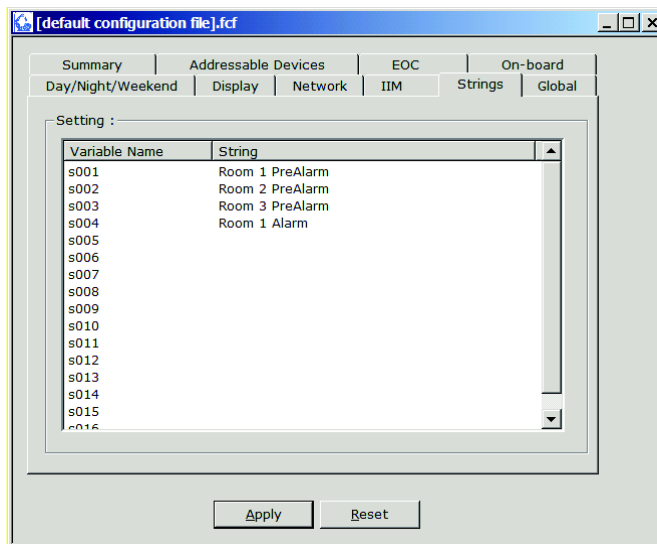 [default configuration file].fcf
Summary Addressable Devices EOC On-board
Day/Night/Weekend Display Network IIM Strings Global
Setting :
Variable Name String
s001 Room 1 PreAlarm
s002 Room 2 PreAlarm
s003 Room 3 PreAlarm
s004 Room 1 Alarm
s005
s006
s007
s008
s009
s010
s011
s012
s013
s014
s015
s016
Apply Reset